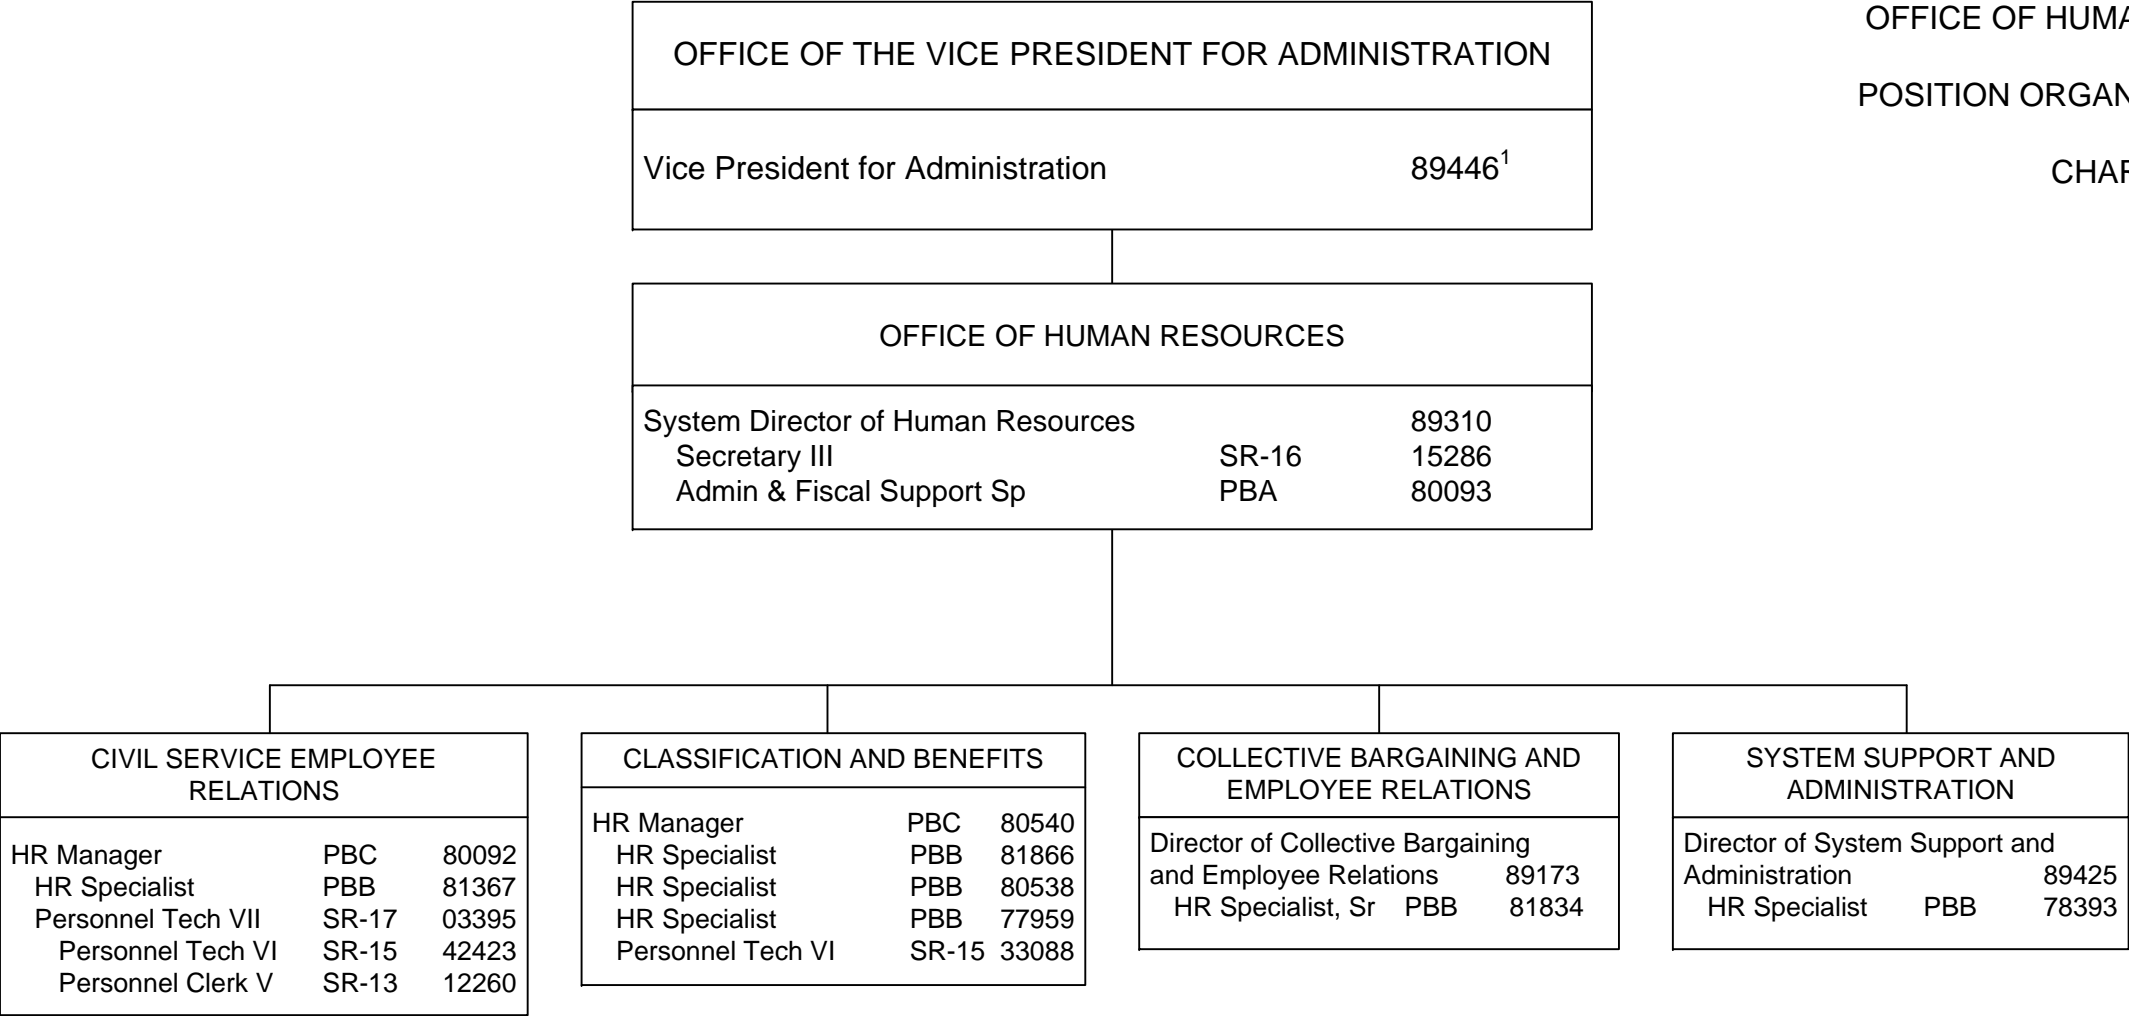 OFFICE OF THE VICE PRESIDENT FOR ADMINISTRATION
Vice President for Administration 89446¹
OFFICE OF
POSITION
OFFICE OF HUMAN RESOURCES
System Director of Human Resources 89310
Secretary III SR-16 15286
Admin & Fiscal Support Sp PBA 80093
CIVIL SERVICE EMPLOYEE
RELATIONS
HR Manager PBC 80092
HR Specialist PBB 81367
Personnel Tech VII SR-17 03395
Personnel Tech VI SR-15 42423
Personnel Clerk V SR-13 12260
CLASSIFICATION AND BENEFITS
HR Manager PBC 80540
HR Specialist PBB 81866
HR Specialist PBB 80538
HR Specialist PBB 77959
Personnel Tech VI SR-15 33088
COLLECTIVE BARGAINING AND
EMPLOYEE RELATIONS
Director of Collective Bargaining
and Employee Relations 89173
HR Specialist, Sr PBB 81834
SYSTEM SUPPORT AND
ADMINISTRATION
Director of System Support and
Administration 89425
HR Specialist PBB 78393